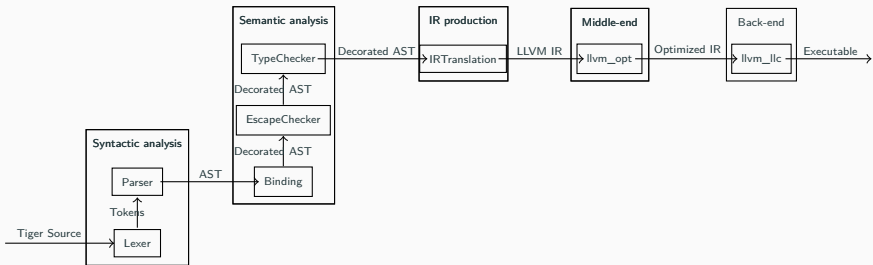 Semantic analysis
IR production
Middle-end
Back-end
TypeChecker
Decorated AST
IRTranslation
LLVM IR
llvm_opt
Optimized IR
llvm_llc
Executable
Decorated AST
EscapeChecker
Decorated AST
Binding
Syntactic analysis
Parser
AST
Tokens
Tiger Source
Lexer